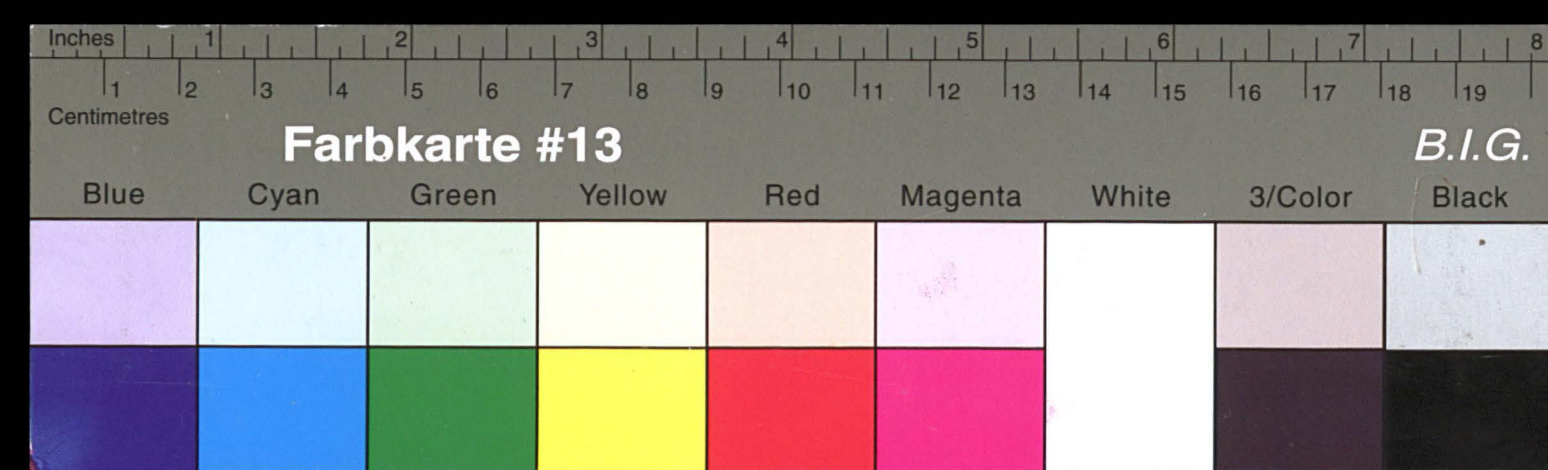 Inches 1 2 3 4 5 6 7 8
1 2 3 4 5 6 7 8 9 10 11 12 13 14 15 16 17 18 19
Centimetres
Farbkarte #13 B.I.G.
Blue Cyan Green Yellow Red Magenta White 3/Color Black